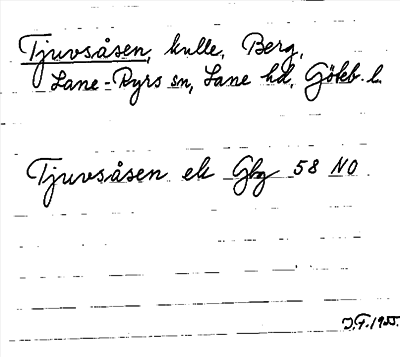 Tjuvsåsen, kulle, Berg,
Lane-Ryrs sn, Lane hd, Göteb. l.
Tjuvsåsen ek Gbg 58 NO
J.F. 1955.